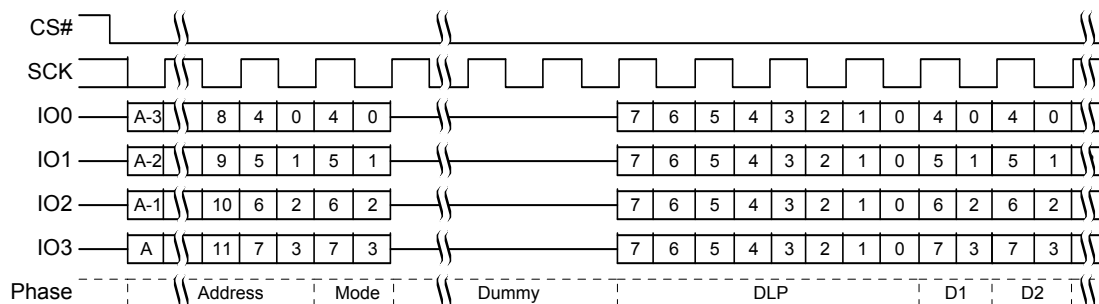 CS#
SCK
IO0 A-3 8 4 0 4 0 7 6 5 4 3 2 1 0 4 0 4 0
IO1 A-2 9 5 1 5 1 7 6 5 4 3 2 1 0 5 1 5 1
IO2 A-1 10 6 2 6 2 7 6 5 4 3 2 1 0 6 2 6 2
IO3 A 11 7 3 7 3 7 6 5 4 3 2 1 0 7 3 7 3
Phase Address Mode Dummy DLP D1 D2